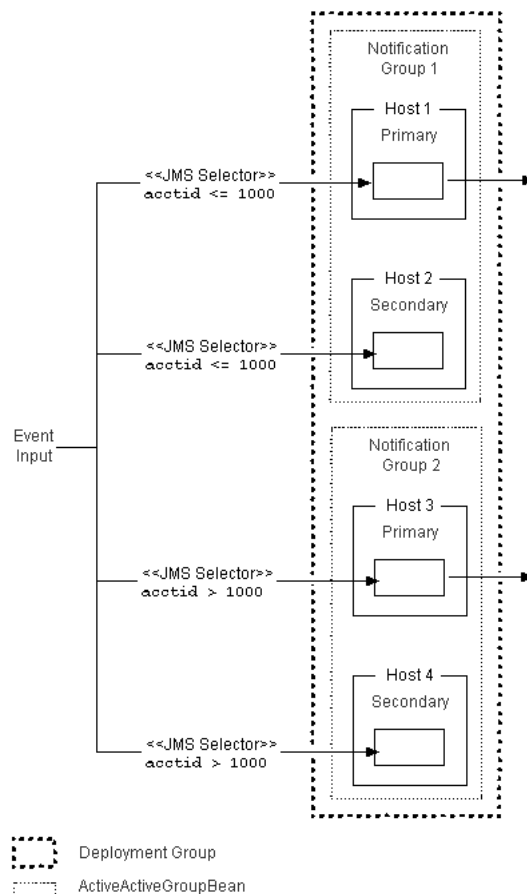 Notification
Group 1
Host 1
Primary
<<JMS Selector>>
acctid <= 1000
Host 2
Secondary
<<JMS Selector>>
acctid <= 1000
Event
Input
Notification
Group 2
Host 3
Primary
<<JMS Selector>>
acctid > 1000
Host 4
Secondary
<<JMS Selector>>
acctid > 1000
Deployment Group
ActiveActiveGroupBean